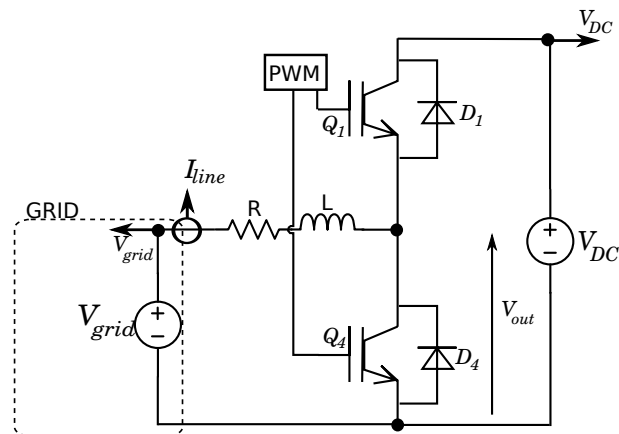 V_DC
PWM
Q_1
D_1
I_line
GRID
R
L
V_grid
V_DC
V_grid
V_out
Q_4
D_4